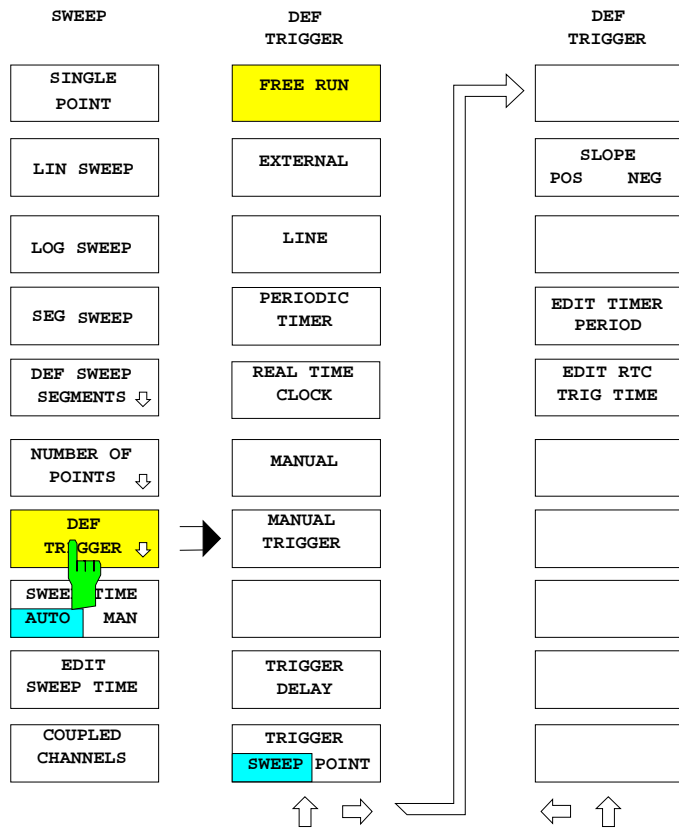 SWEEP
SINGLE
POINT
LIN SWEEP
LOG SWEEP
SEG SWEEP
DEF SWEEP
SEGMENTS
NUMBER OF
POINTS
DEF
TRIGGER
SWEEP TIME
AUTO MAN
EDIT
SWEEP TIME
COUPLED
CHANNELS
DEF
TRIGGER
FREE RUN
EXTERNAL
LINE
PERIODIC
TIMER
REAL TIME
CLOCK
MANUAL
MANUAL
TRIGGER
TRIGGER
DELAY
TRIGGER
SWEEP POINT
DEF
TRIGGER
SLOPE
POS NEG
EDIT TIMER
PERIOD
EDIT RTC
TRIG TIME